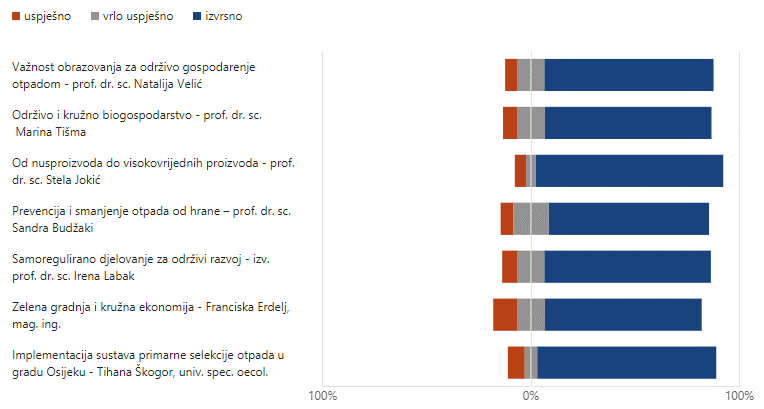 uspješno vrlo uspješno izvrsno
Važnost obrazovanja za održivo gospodarenje
otpadom - prof. dr. sc. Natalija Velić
Održivo i kružno biogospodarstvo - prof. dr. sc.
Marina Tišma
Od nusproizvoda do visokovrijednih proizvoda - prof.
dr. sc. Stela Jokić
Prevencija i smanjenje otpada od hrane – prof. dr. sc.
Sandra Budžaki
Samoregulirano djelovanje za održivi razvoj - izv.
prof. dr. sc. Irena Labak
Zelena gradnja i kružna ekonomija - Franciska Erdelj,
mag. ing.
Implementacija sustava primarne selekcije otpada u
gradu Osijeku - Tihana Škogor, univ. spec. oecol.
100% 0% 100%